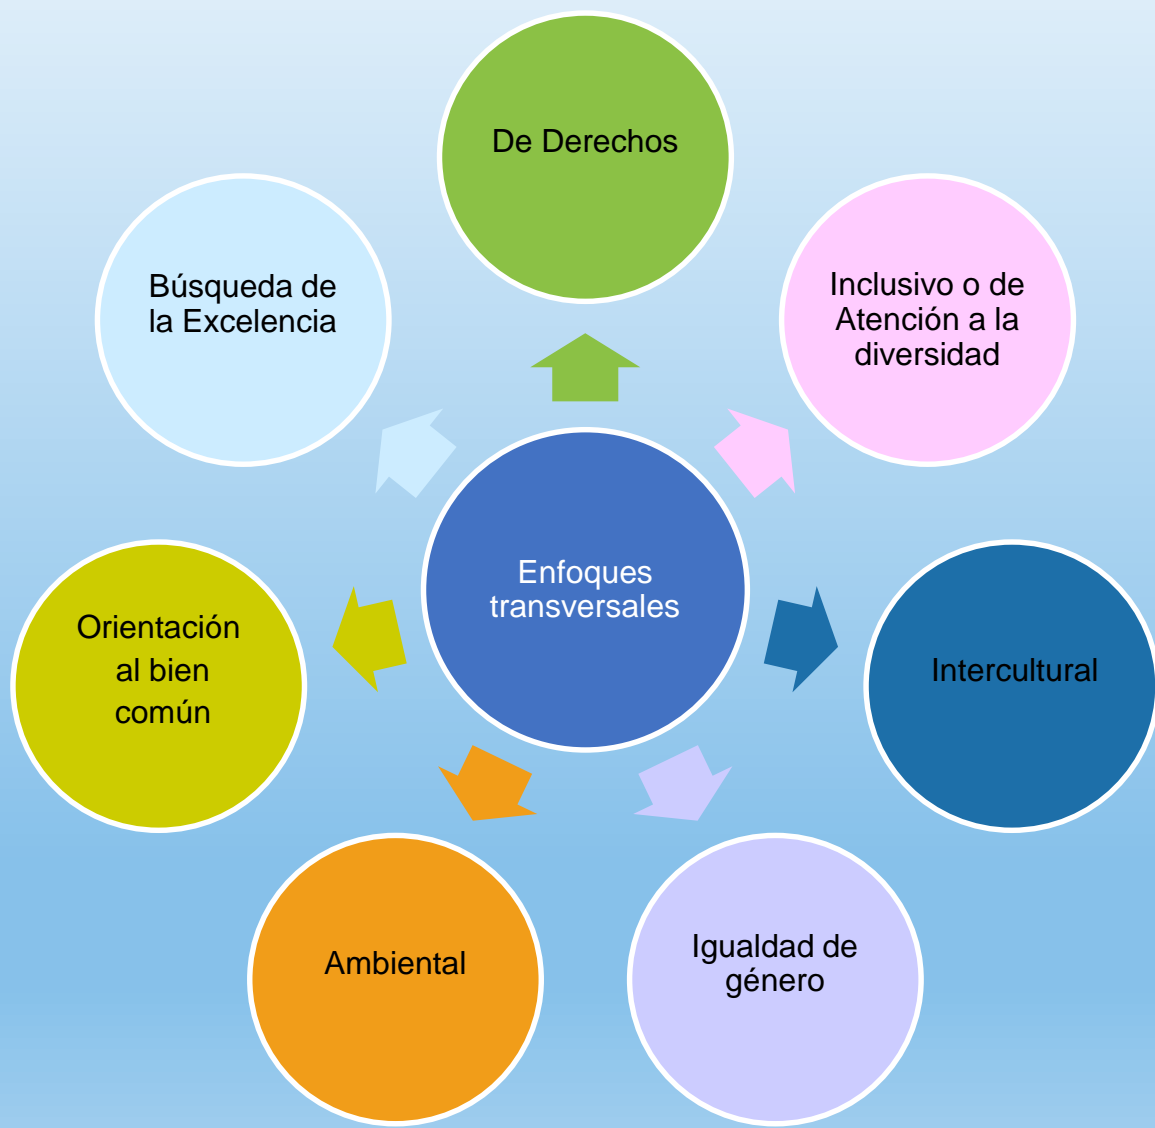 De Derechos
Búsqueda de
la Excelencia
Inclusivo o de
Atención a la
diversidad
Enfoques
transversales
Orientación
al bien
común
Intercultural
Ambiental
Igualdad de
género